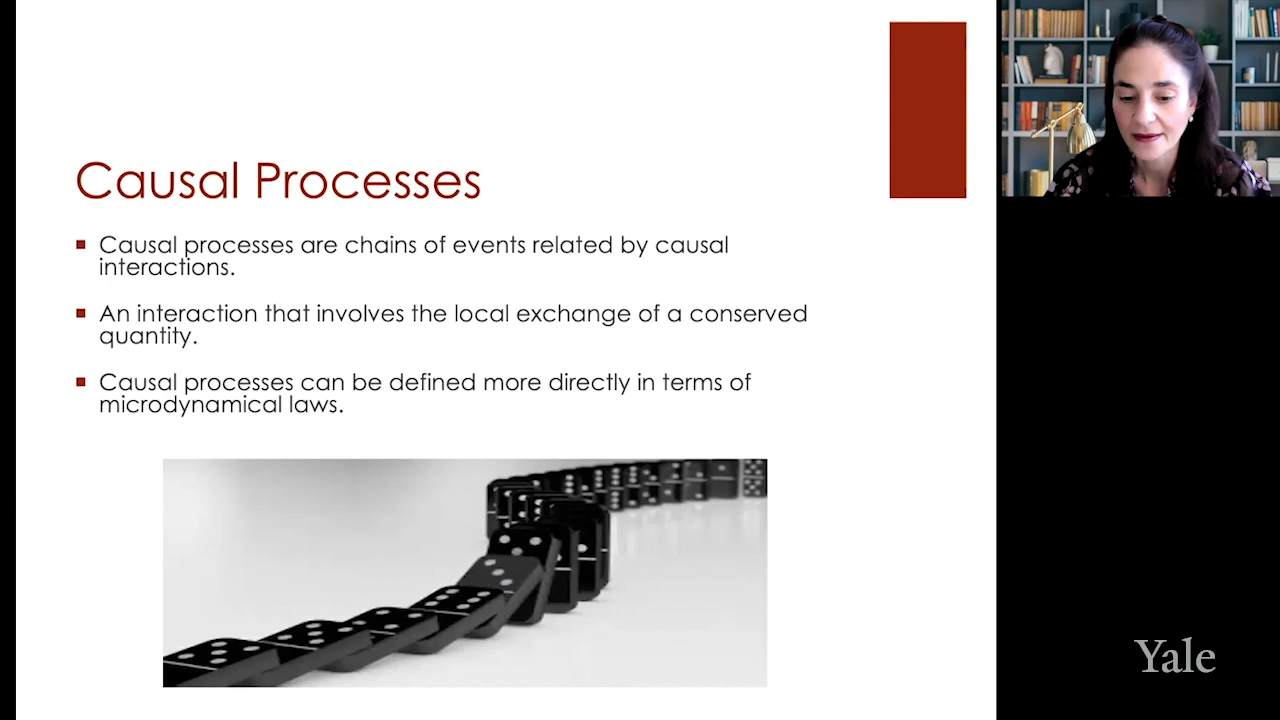 Causal Processes
Causal processes are chains of events related by causal
interactions.
An interaction that involves the local exchange of a conserved
quantity.
Causal processes can be defined more directly in terms of
microdynamical laws.
Yale